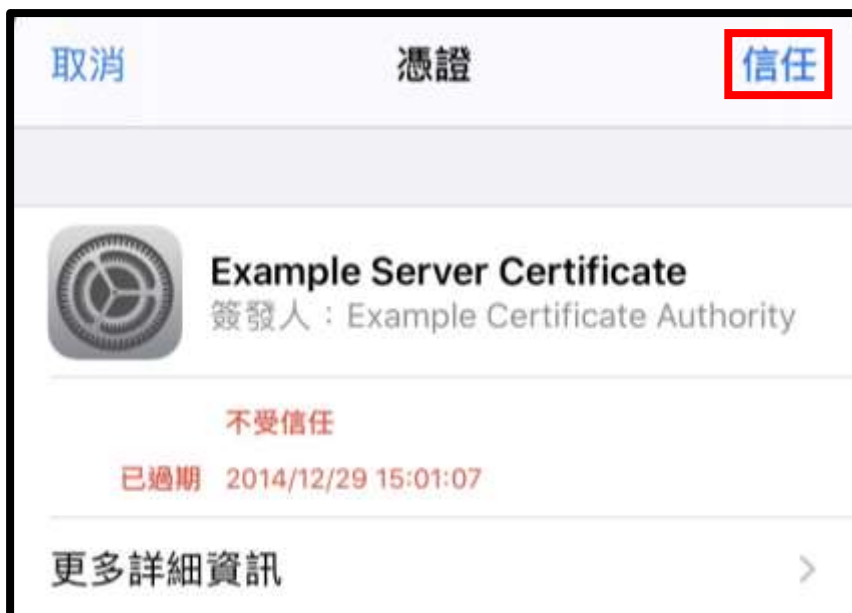 取消 憑證 信任
Example Server Certificate
簽發人：Example Certificate Authority
不受信任
已過期 2014/12/29 15:01:07
更多詳細資訊